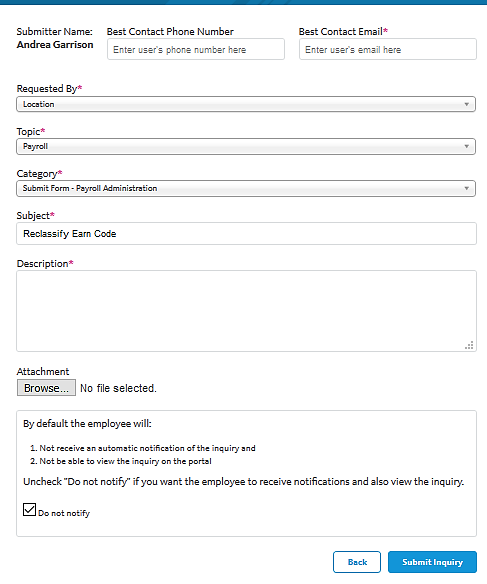 Submitter Name:
Andrea Garrison
Best Contact Phone Number
Enter user's phone number here
Best Contact Email*
Enter user's email here
Requested By*
Location
Topic*
Payroll
Category*
Submit Form - Payroll Administration
Subject*
Reclassify Earn Code
Description*
Attachment
Browse... No file selected.
By default the employee will:
1. Not receive an automatic notification of the inquiry and
2. Not be able to view the inquiry on the portal
Uncheck "Do not notify" if you want the employee to receive notifications and also view the inquiry.
Do not notify
Back
Submit Inquiry